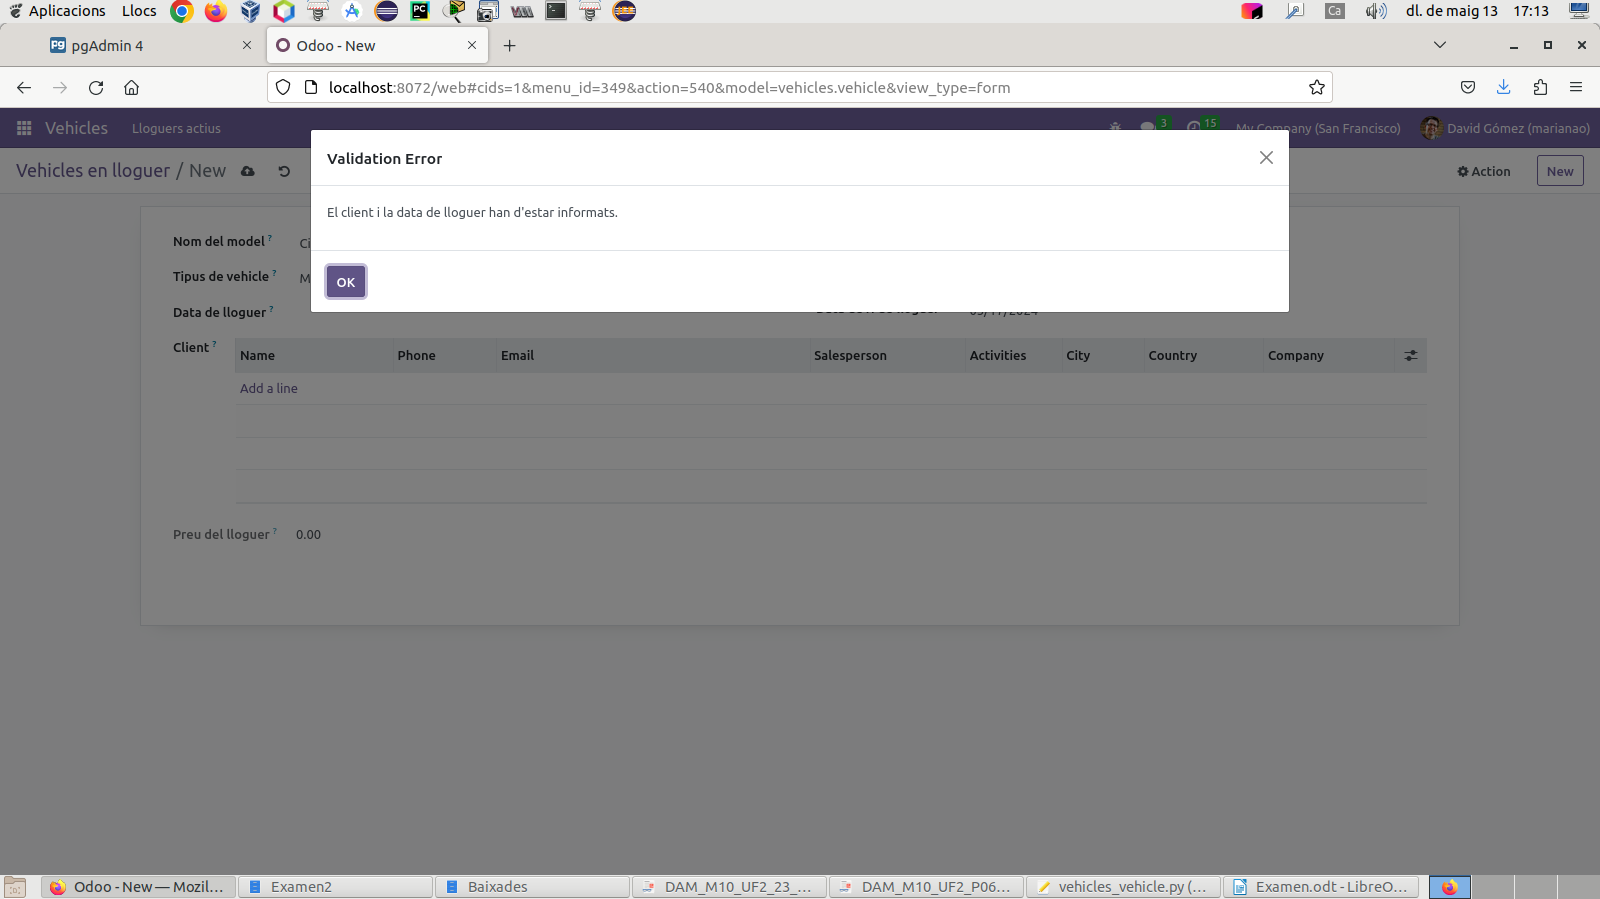 Aplicacions Llocs Ca dl. de maig 13 17:13
pgAdmin 4 Odoo - New
localhost:8072/web#cids=1&menu_id=349&action=540&model=vehicles.vehicle&view_type=form
Vehicles Lloguers actius 3 15 My Company (San Francisco) David Gómez (marianao)
Vehicles en lloguer / New Action New
Validation Error
El client i la data de lloguer han d'estar informats.
OK
Nom del model ? Ci
Tipus de vehicle ? M
Data de lloguer ?
Client ? Name Phone Email Salesperson Activities City Country Company
Add a line
Preu del lloguer ? 0.00
Odoo - New — Mozil... Examen2 Baixades DAM_M10_UF2_23_... DAM_M10_UF2_P06... vehicles_vehicle.py (... Examen.odt - LibreO...